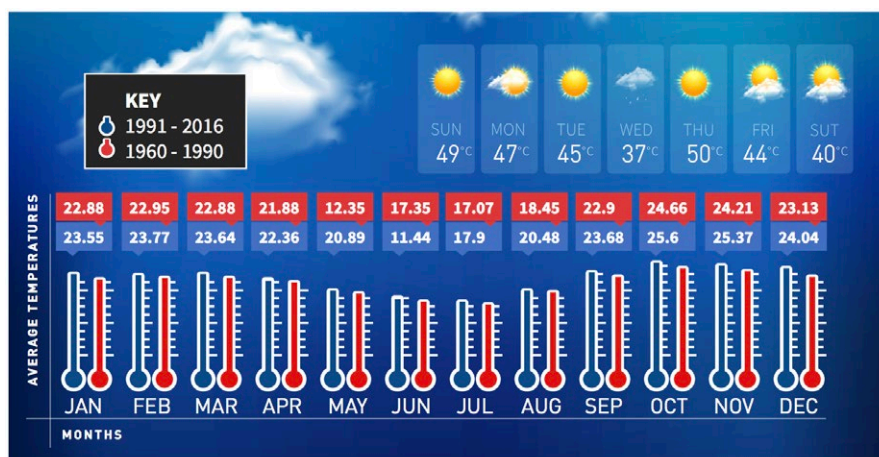 KEY
1991 - 2016
1960 - 1990
SUN MON TUE WED THU FRI SUT
49°C 47°C 45°C 37°C 50°C 44°C 40°C
AVERAGE TEMPERATURES
22.88 22.95 22.88 21.88 12.35 17.35 17.07 18.45 22.9 24.66 24.21 23.13
23.55 23.77 23.64 22.36 20.89 11.44 17.9 20.48 23.68 25.6 25.37 24.04
JAN FEB MAR APR MAY JUN JUL AUG SEP OCT NOV DEC
MONTHS